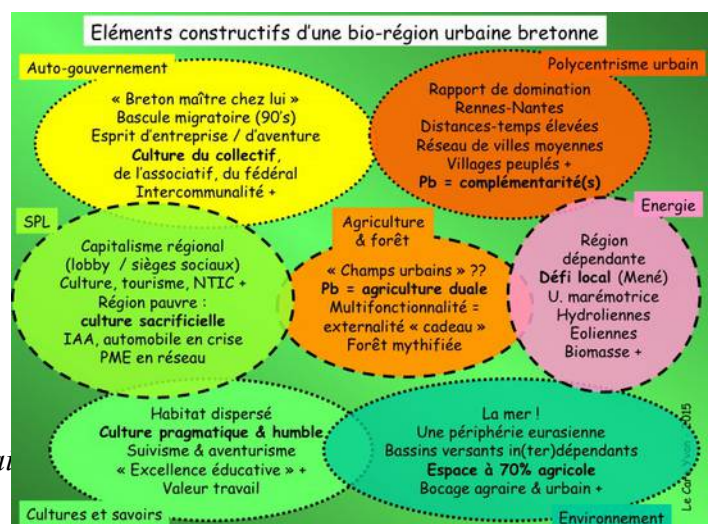 Eléments constructifs d'une bio-région urbaine bretonne
Auto-gouvernement
« Breton maître chez lui »
Bascule migratoire (90's)
Esprit d'entreprise / d'aventure
Culture du collectif,
de l'associatif, du fédéral
Intercommunalité +
Polycentrisme urbain
Rapport de domination
Rennes-Nantes
Distances-temps élevées
Réseau de villes moyennes
Villages peuplés +
Pb = complémentarité(s)
SPL
Capitalisme régional
(lobby / sièges sociaux)
Culture, tourisme, NTIC +
Région pauvre :
culture sacrificielle
IAA, automobile en crise
PME en réseau
Agriculture
& forêt
« Champs urbains » ??
Pb = agriculture duale
Multifonctionnalité =
externalité « cadeau »
Forêt mythifiée
Energie
Région
dépendante
Défi local (Mené)
U. marémotrice
Hydroliennes
Eoliennes
Biomasse +
Habitat dispersé
Culture pragmatique & humble
Suivisme & aventurisme
« Excellence éducative » +
Valeur travail
Cultures et savoirs
La mer !
Une périphérie eurasienne
Bassins versants in(ter)dépendants
Espace à 70% agricole
Bocage agraire & urbain +
Environnement
Le 2015